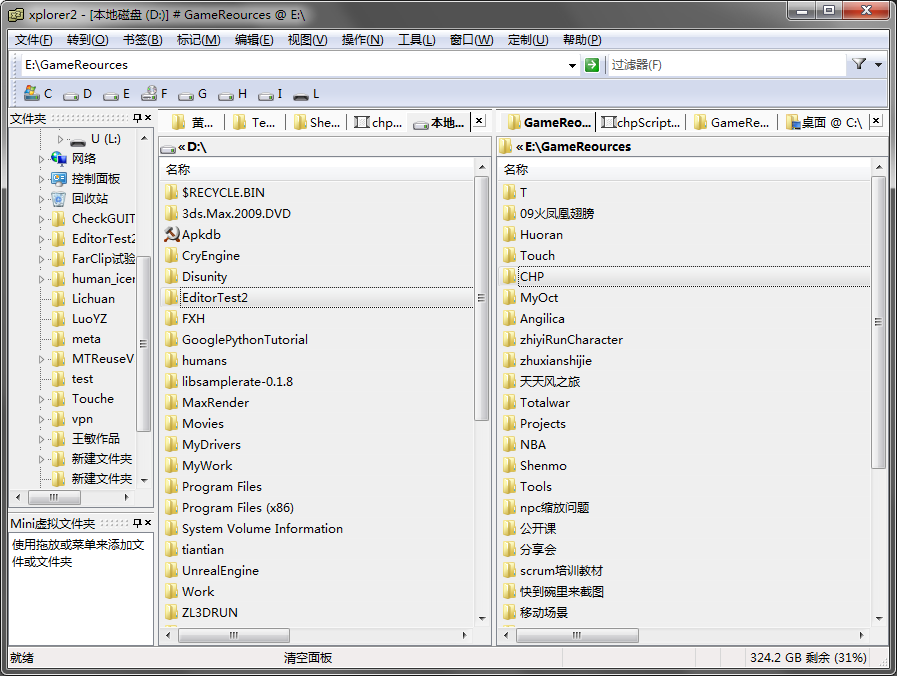 xplorer2 - [本地磁盘 (D:)] # GameReources @ E:\
文件(F) 转到(O) 书签(B) 标记(M) 编辑(E) 视图(V) 操作(N) 工具(L) 窗口(W) 定制(U) 帮助(P)
E:\GameReources 过滤器(F)
C D E F G H I L
文件夹
U (L:)
网络
控制面板
回收站
CheckGUIT
EditorTest2
FarClip试验
human_icer
Lichuan
LuoYZ
meta
MTReuseV
test
Touche
vpn
王敏作品
新建文件夹
新建文件夹
Mini虚拟文件夹
使用拖放或菜单来添加文
件或文件夹
黄... Te... She... chp... 本地...
«D:\
名称
$RECYCLE.BIN
3ds.Max.2009.DVD
Apkdb
CryEngine
Disunity
EditorTest2
FXH
GooglePythonTutorial
humans
libsamplerate-0.1.8
MaxRender
Movies
MyDrivers
MyWork
Program Files
Program Files (x86)
System Volume Information
tiantian
UnrealEngine
Work
ZL3DRUN
GameReo... chpScript... GameRe... 桌面 @ C:\
«E:\GameReources
名称
T
09火凤凰翅膀
Huoran
Touch
CHP
MyOct
Angilica
zhiyiRunCharacter
zhuxianshijie
天天风之旅
Totalwar
Projects
NBA
Shenmo
Tools
npc缩放问题
公开课
分享会
scrum培训教材
快到碗里来截图
移动场景
就绪 清空面板 324.2 GB 剩余 (31%)